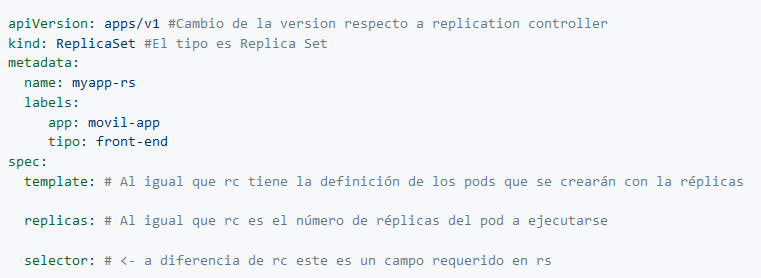 apiVersion: apps/v1 #Cambio de la version respecto a replication controller
kind: ReplicaSet #El tipo es Replica Set
metadata:
  name: myapp-rs
  labels:
     app: movil-app
     tipo: front-end
spec:
  template: # Al igual que rc tiene la definición de los pods que se crearán con la réplicas
  replicas: # Al igual que rc es el número de réplicas del pod a ejecutarse
  selector: # <- a diferencia de rc este es un campo requerido en rs